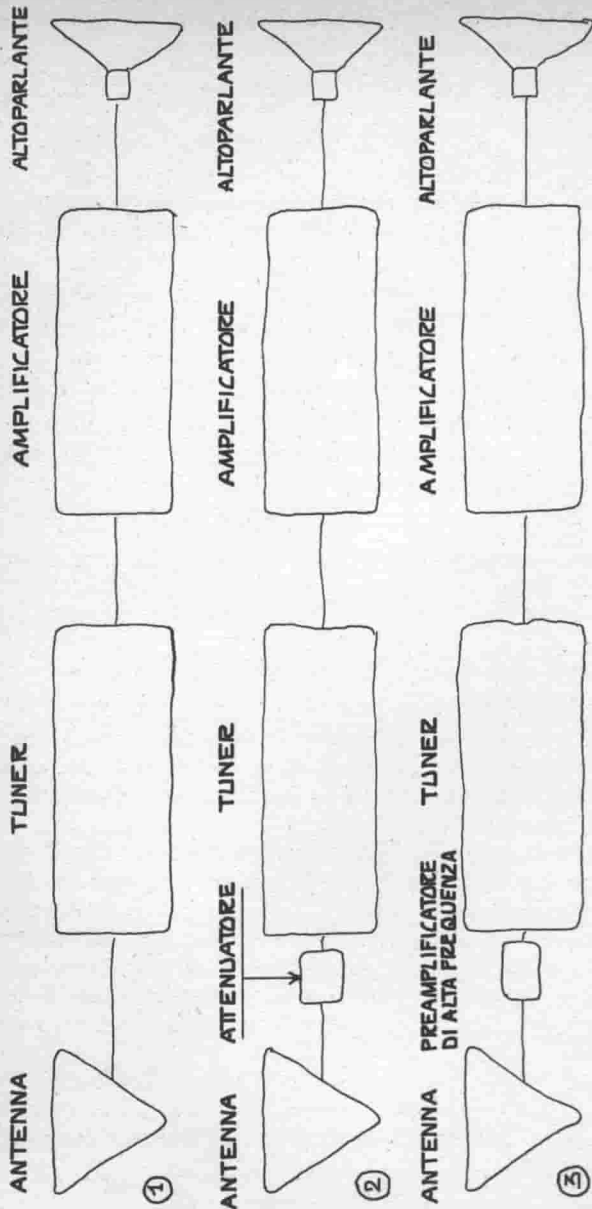 ANTENNA TUNER AMPLIFICATORE ALTOPARLANTE
1
ANTENNA ATTENUATORE TUNER AMPLIFICATORE ALTOPARLANTE
2
PREAMPLIFICATORE
ANTENNA DI ALTA PREQUENZA TUNER AMPLIFICATORE ALTOPARLANTE
3